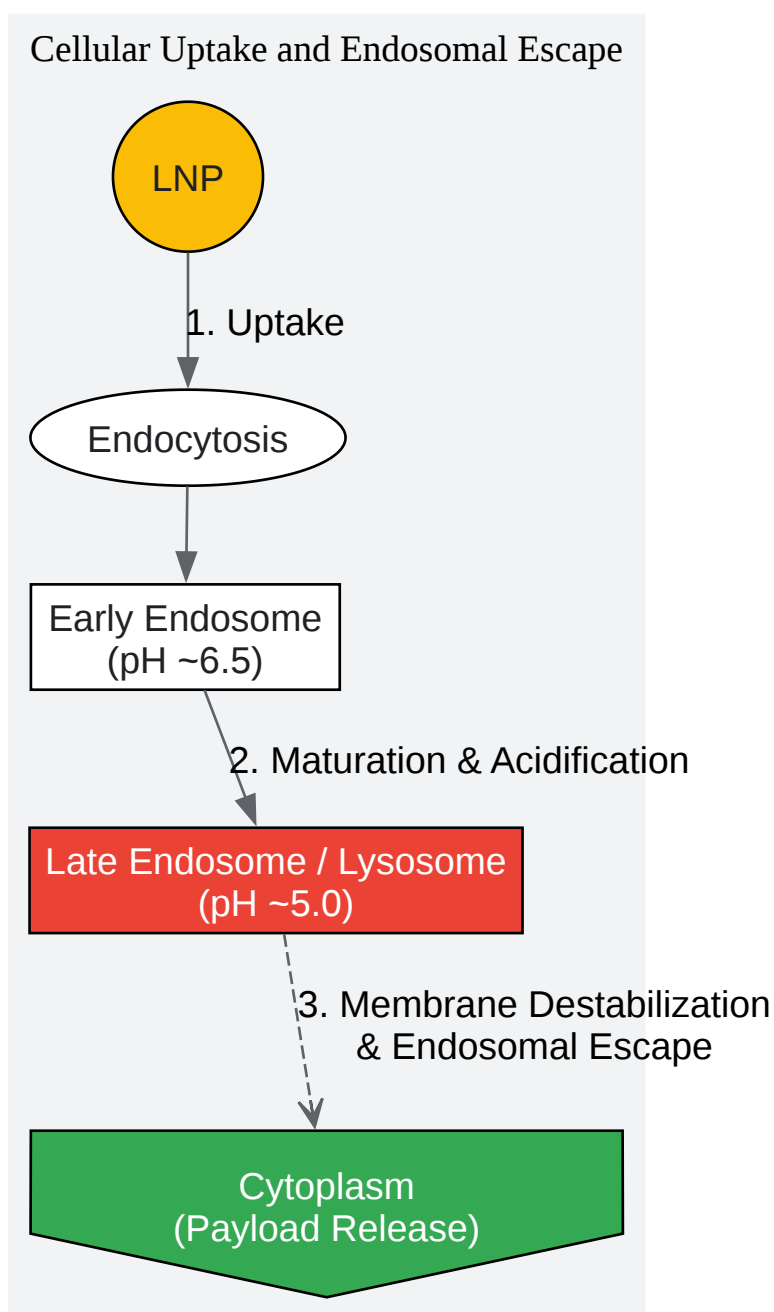 Cellular Uptake and Endosomal Escape
LNP
1. Uptake
Endocytosis
Early Endosome
(pH ~6.5)
2. Maturation & Acidification
Late Endosome / Lysosome
(pH ~5.0)
3. Membrane Destabilization
& Endosomal Escape
Cytoplasm
(Payload Release)